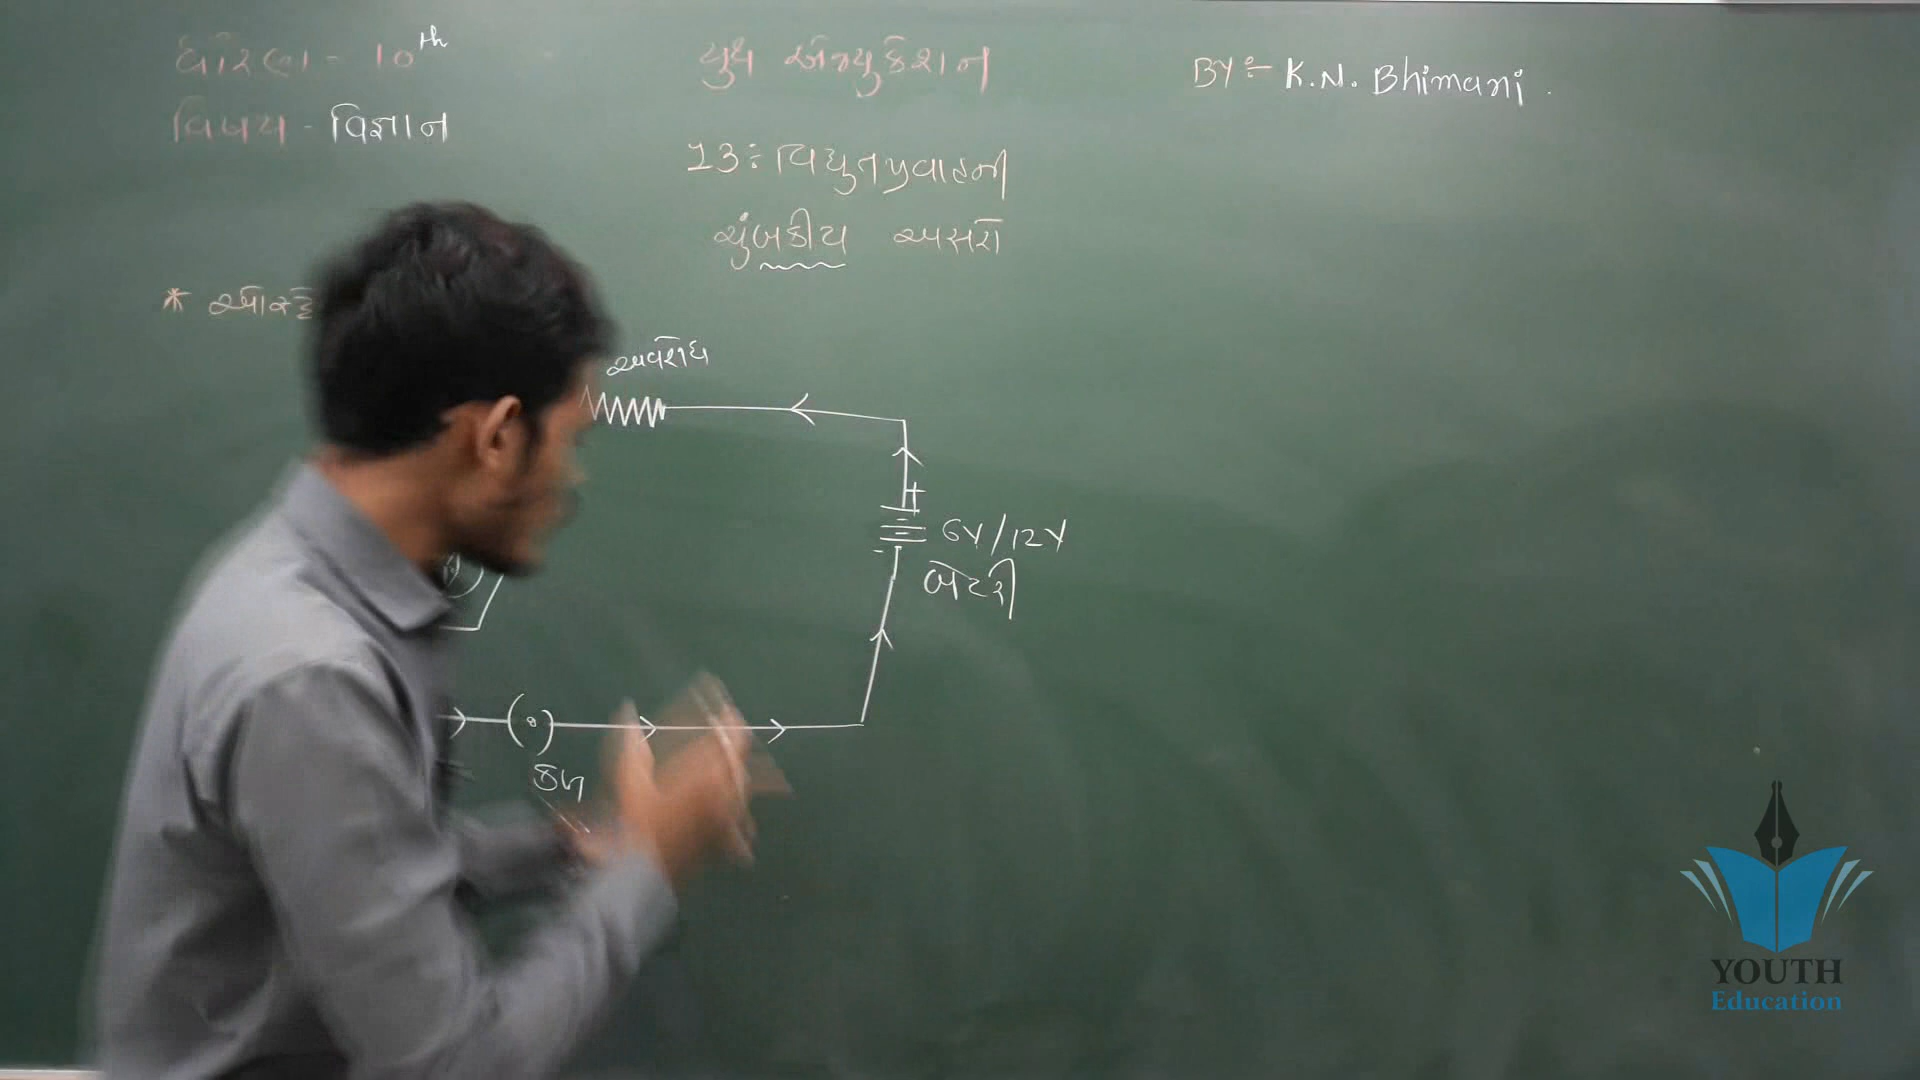 ધોરણ - 10th
વિષય - વિજ્ઞાન
યુથ એજ્યુકેશન
13ઃ વિદ્યુતપ્રવાહની
ચુંબકીય અસરો
BY:- K.N. Bhimani.
*
અવરોધ
+
6V/12V
-
બેટરી
કળ
YOUTH
Education